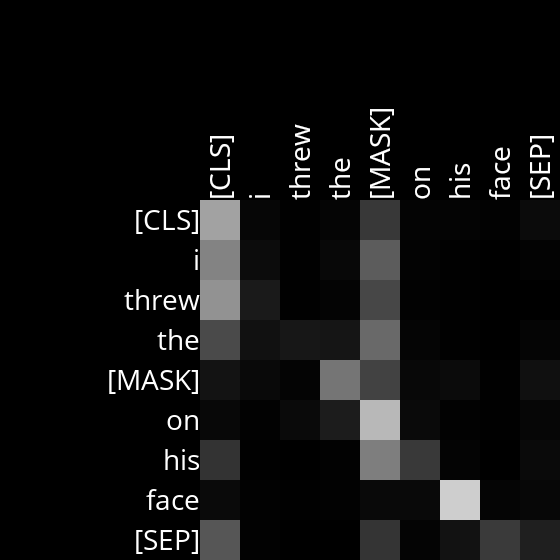 [CLS] i threw the [MASK] on his face [SEP]
[CLS]
i
threw
the
[MASK]
on
his
face
[SEP]